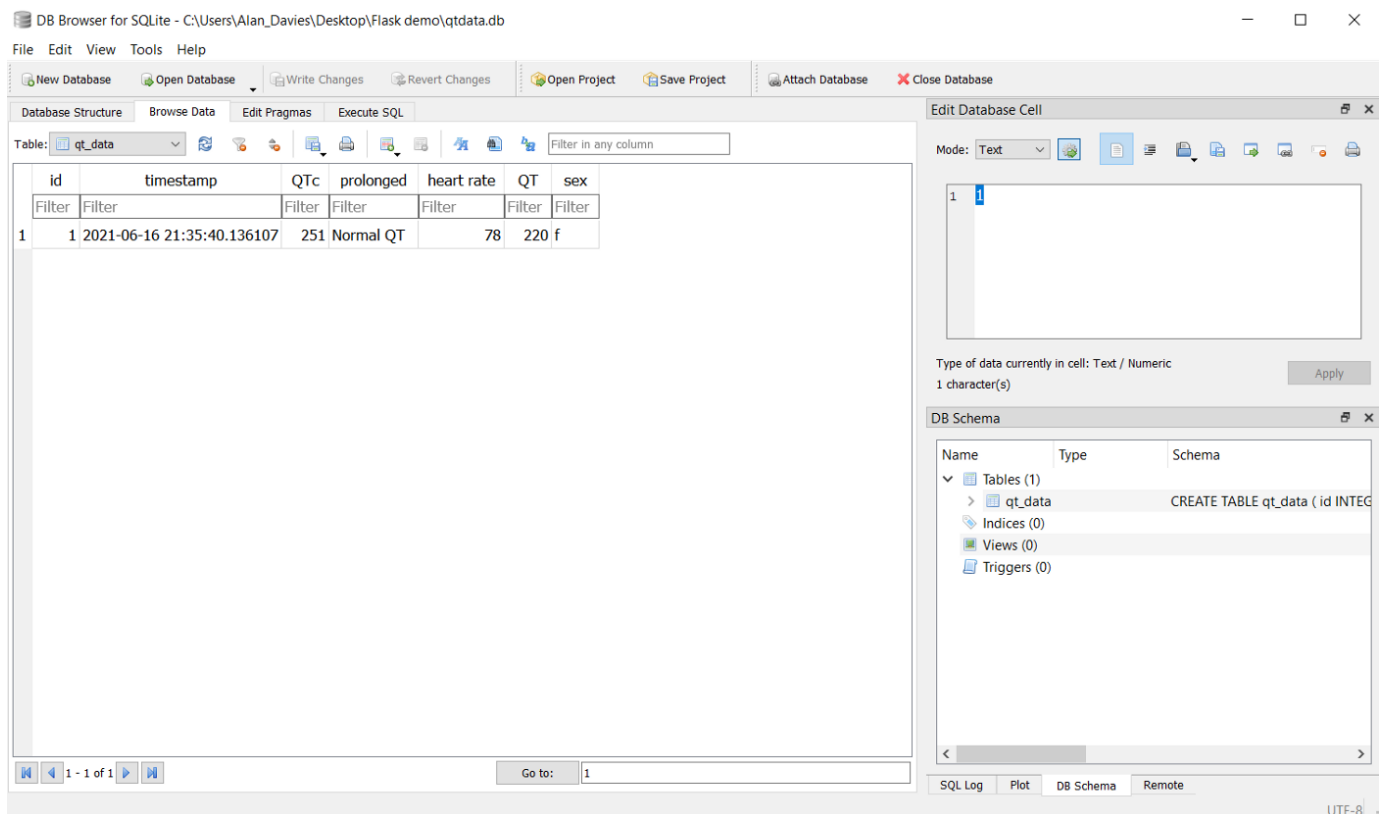 DB Browser for SQLite - C:\Users\Alan_Davies\Desktop\Flask demo\qtdata.db
File Edit View Tools Help
New Database Open Database Write Changes Revert Changes Open Project Save Project Attach Database Close Database
Database Structure Browse Data Edit Pragmas Execute SQL
Table: qt_data Filter in any column
id timestamp QTc prolonged heart rate QT sex
Filter Filter Filter Filter Filter Filter Filter
1 1 2021-06-16 21:35:40.136107 251 Normal QT 78 220 f
1 - 1 of 1 Go to: 1
Edit Database Cell
Mode: Text
1 1
Type of data currently in cell: Text / Numeric
1 character(s)
Apply
DB Schema
Name Type Schema
Tables (1)
qt_data CREATE TABLE qt_data ( id INTEG
Indices (0)
Views (0)
Triggers (0)
SQL Log Plot DB Schema Remote
UTF-8